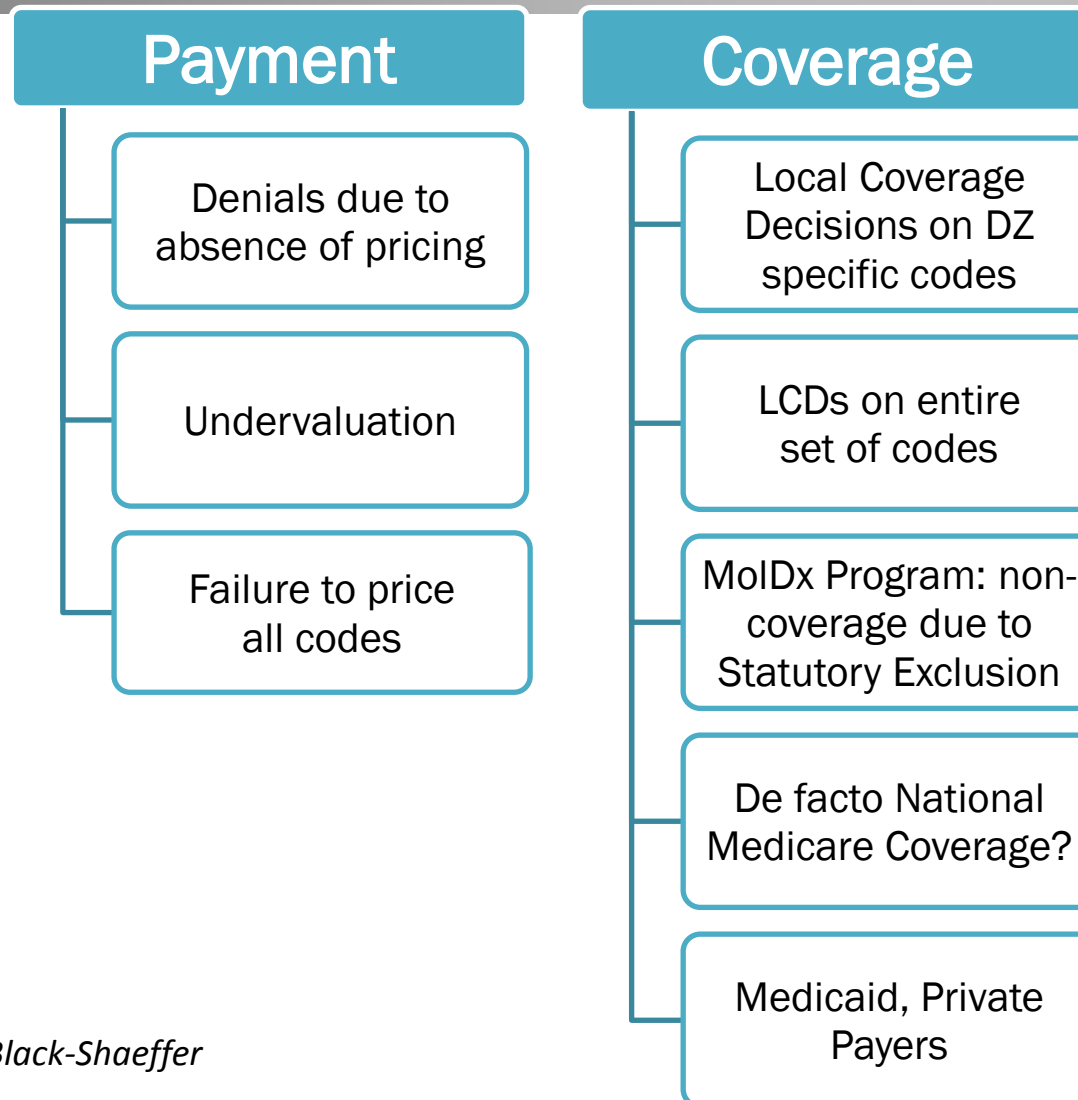 Payment
Denials due to
absence of pricing
Undervaluation
Failure to price
all codes
Coverage
Local Coverage
Decisions on DZ
specific codes
LCDs on entire
set of codes
MolDx Program: non-
coverage due to
Statutory Exclusion
De facto National
Medicare Coverage?
Medicaid, Private
Payers
Black-Shaeffer